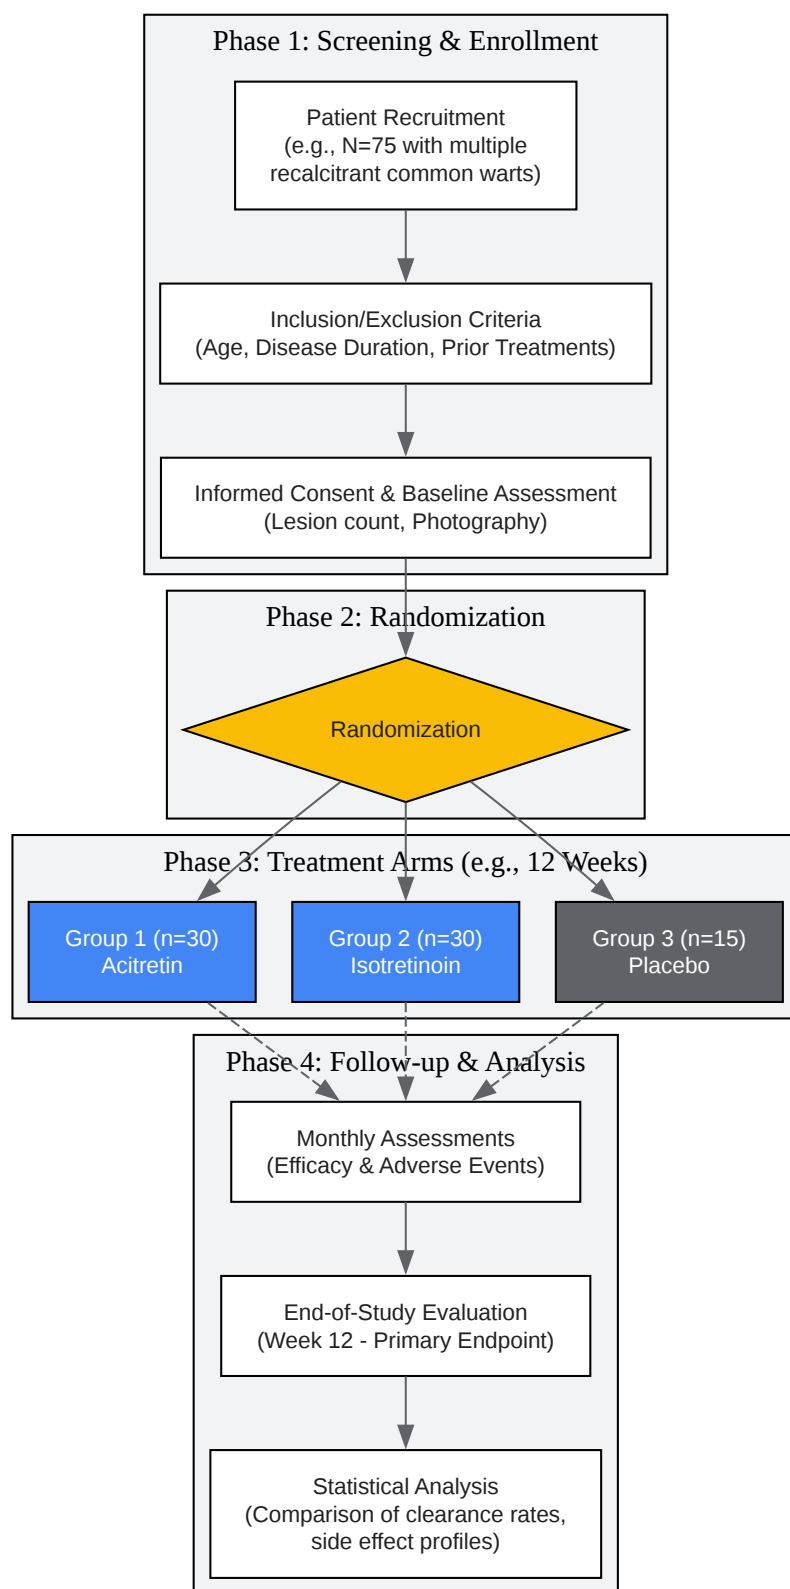 Phase 1: Screening & Enrollment
Patient Recruitment
(e.g., N=75 with multiple
recalcitrant common warts)
Inclusion/Exclusion Criteria
(Age, Disease Duration, Prior Treatments)
Informed Consent & Baseline Assessment
(Lesion count, Photography)
Phase 2: Randomization
Randomization
Phase 3: Treatment Arms (e.g., 12 Weeks)
Group 1 (n=30)
Acitretin
Group 2 (n=30)
Isotretinoin
Group 3 (n=15)
Placebo
Phase 4: Follow-up & Analysis
Monthly Assessments
(Efficacy & Adverse Events)
End-of-Study Evaluation
(Week 12 - Primary Endpoint)
Statistical Analysis
(Comparison of clearance rates,
side effect profiles)